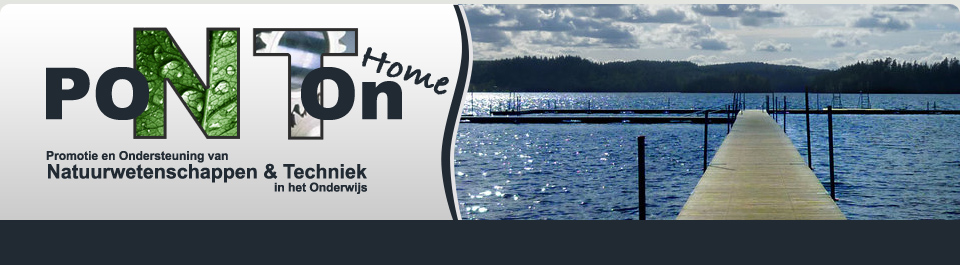 PONTOn Home
Promotie en Ondersteuning van
Natuurwetenschappen & Techniek
in het Onderwijs